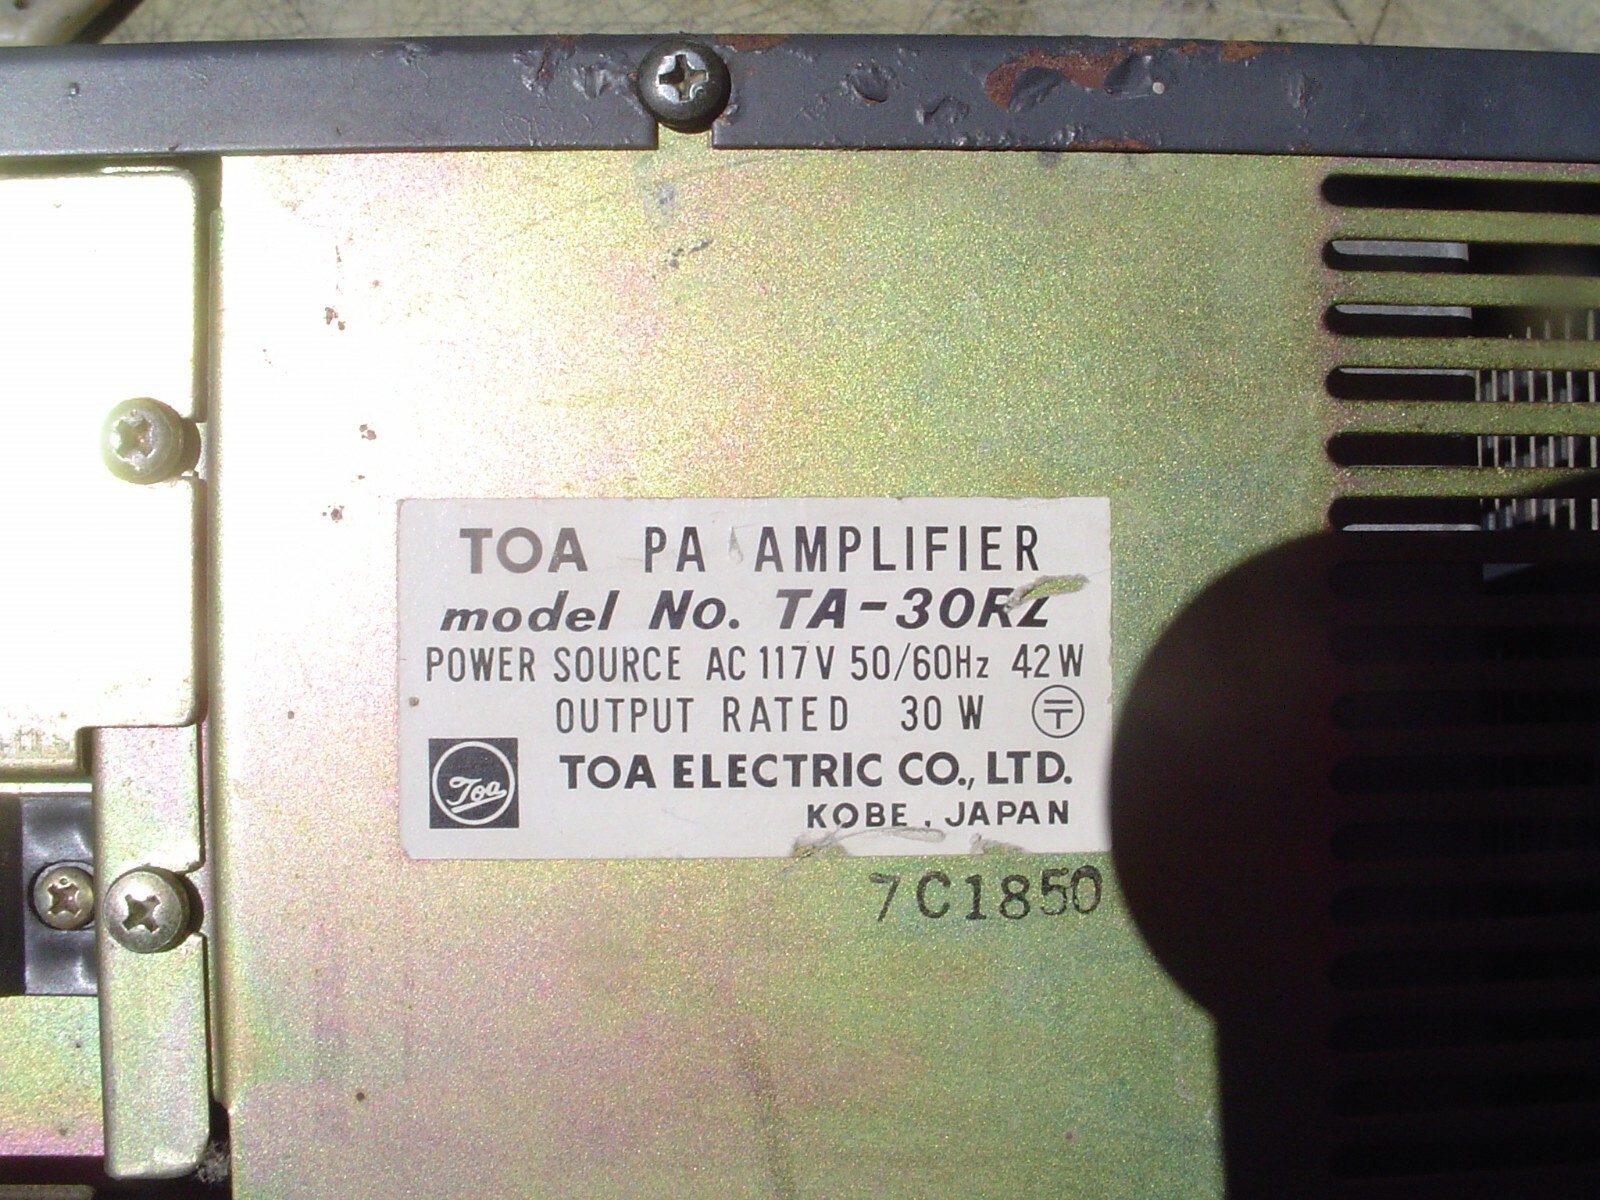 TOA PA AMPLIFIER
model No. TA-30RZ
POWER SOURCE AC 117V 50/60Hz 42W
OUTPUT RATED 30 W
Toa
TOA ELECTRIC CO., LTD.
KOBE, JAPAN
7C1850